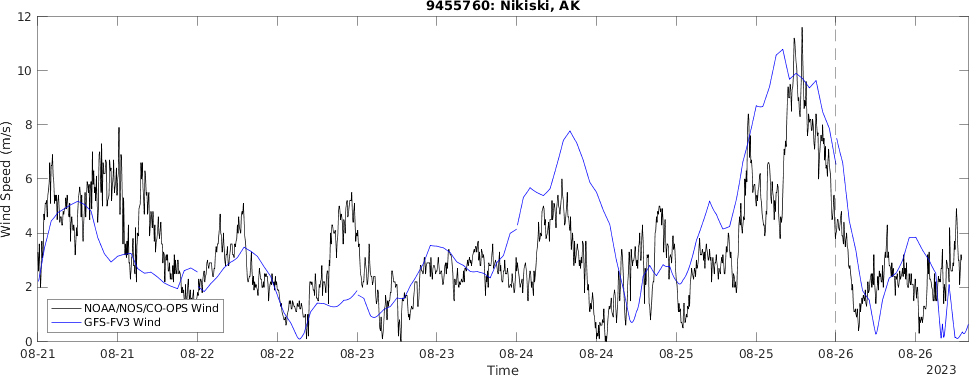 9455760: Nikiski, AK
12
10
8
6
4
2
0
Wind Speed (m/s)
NOAA/NOS/CO-OPS Wind
GFS-FV3 Wind
08-21 08-21 08-22 08-22 08-23 08-23 08-24 08-24 08-25 08-25 08-26 08-26
Time
2023